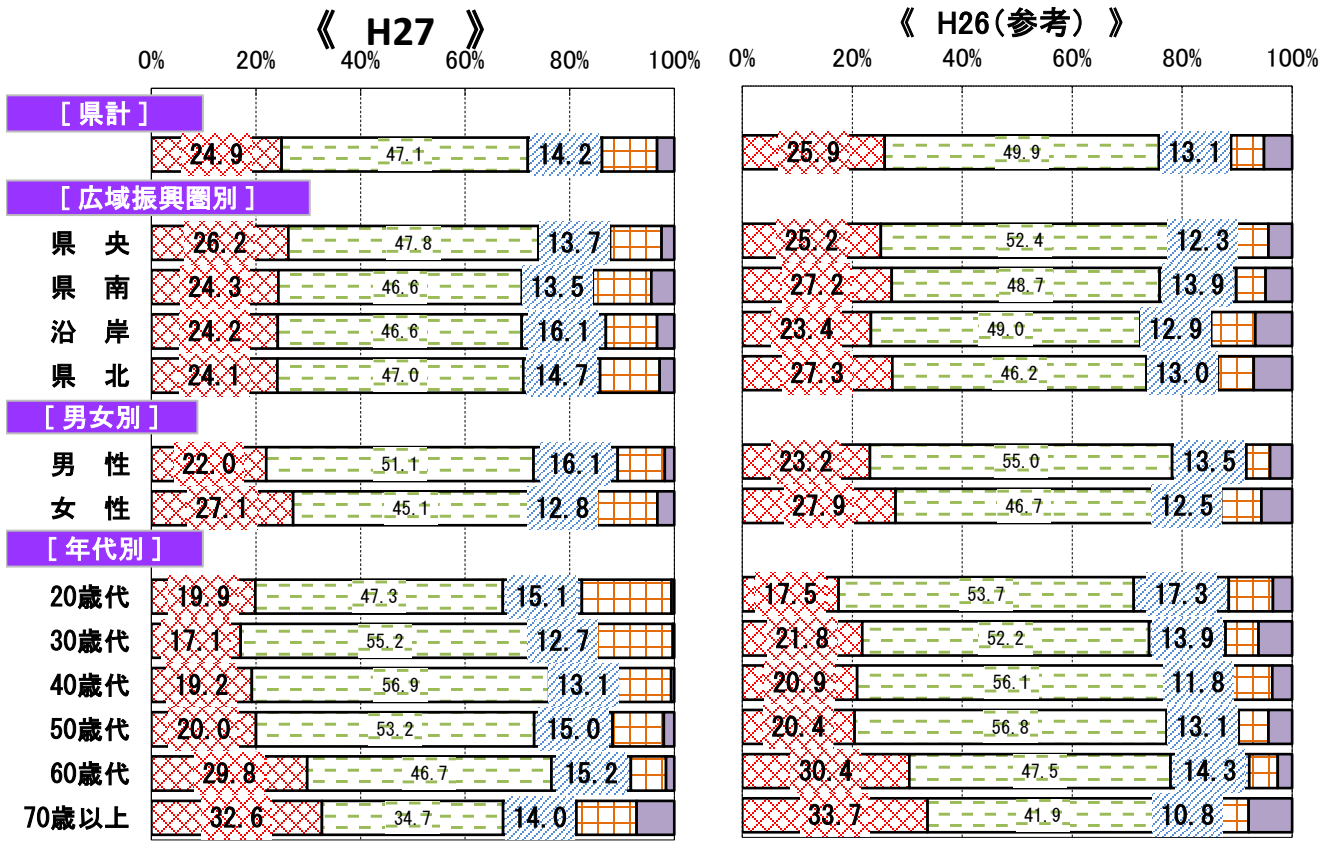 《 H27 》
《 H26(参考) 》
0% 20% 40% 60% 80% 100%
0% 20% 40% 60% 80% 100%
[ 県計 ]
24.9 47.1 14.2
25.9 49.9 13.1
[ 広域振興圏別 ]
県 央 26.2 47.8 13.7
25.2 52.4 12.3
県 南 24.3 46.6 13.5
27.2 48.7 13.9
沿 岸 24.2 46.6 16.1
23.4 49.0 12.9
県 北 24.1 47.0 14.7
27.3 46.2 13.0
[ 男女別 ]
男 性 22.0 51.1 16.1
23.2 55.0 13.5
女 性 27.1 45.1 12.8
27.9 46.7 12.5
[ 年代別 ]
20歳代 19.9 47.3 15.1
17.5 53.7 17.3
30歳代 17.1 55.2 12.7
21.8 52.2 13.9
40歳代 19.2 56.9 13.1
20.9 56.1 11.8
50歳代 20.0 53.2 15.0
20.4 56.8 13.1
60歳代 29.8 46.7 15.2
30.4 47.5 14.3
70歳以上 32.6 34.7 14.0
33.7 41.9 10.8